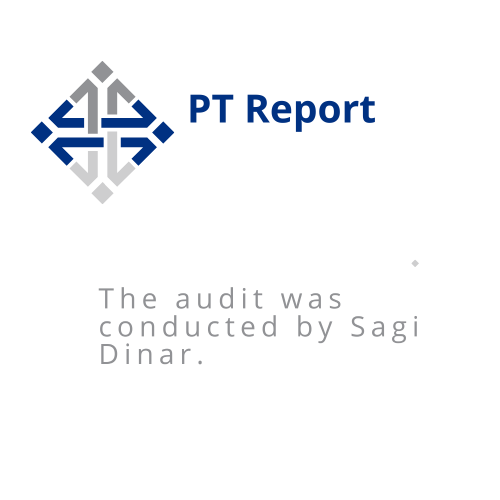 PT Report
The audit was
conducted by Sagi
Dinar.